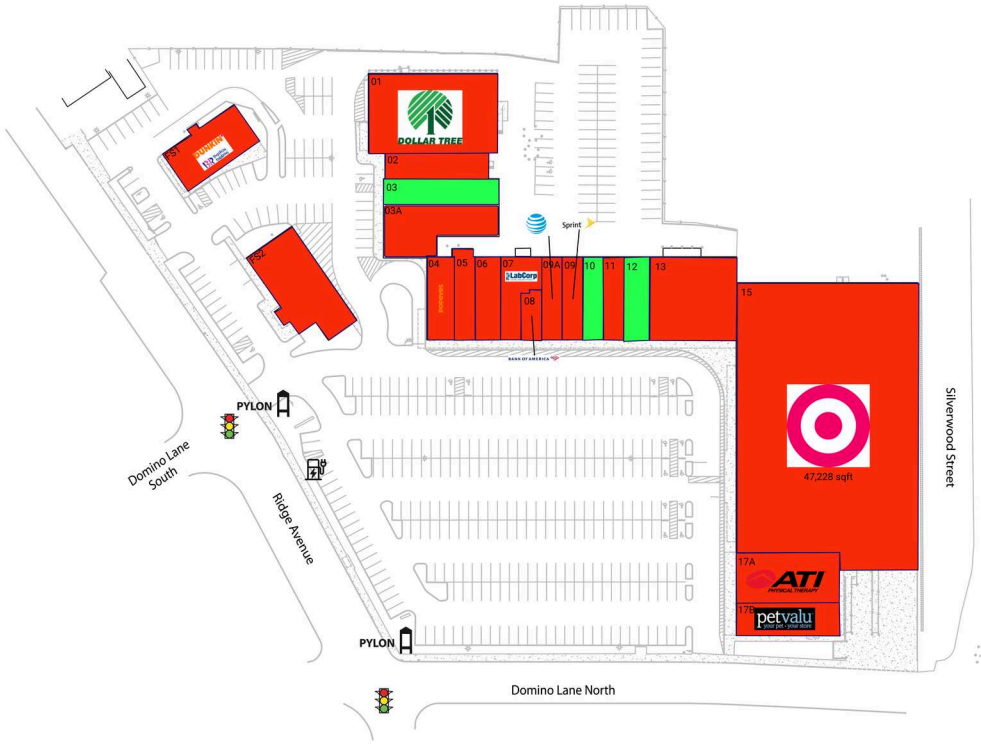 01
DOLLAR TREE
FS1
DUNKIN'
02
03
03A
FS2
Sprint
04
05
06
07
LabCorp
08
09A
09
10
11
12
13
15
BANK OF AMERICA
47,228 sqft
Silverwood Street
PYLON
Domino Lane
South
Ridge Avenue
17A
ATI
PHYSICAL THERAPY
17B
petvalu
your pet • your store
PYLON
Domino Lane North